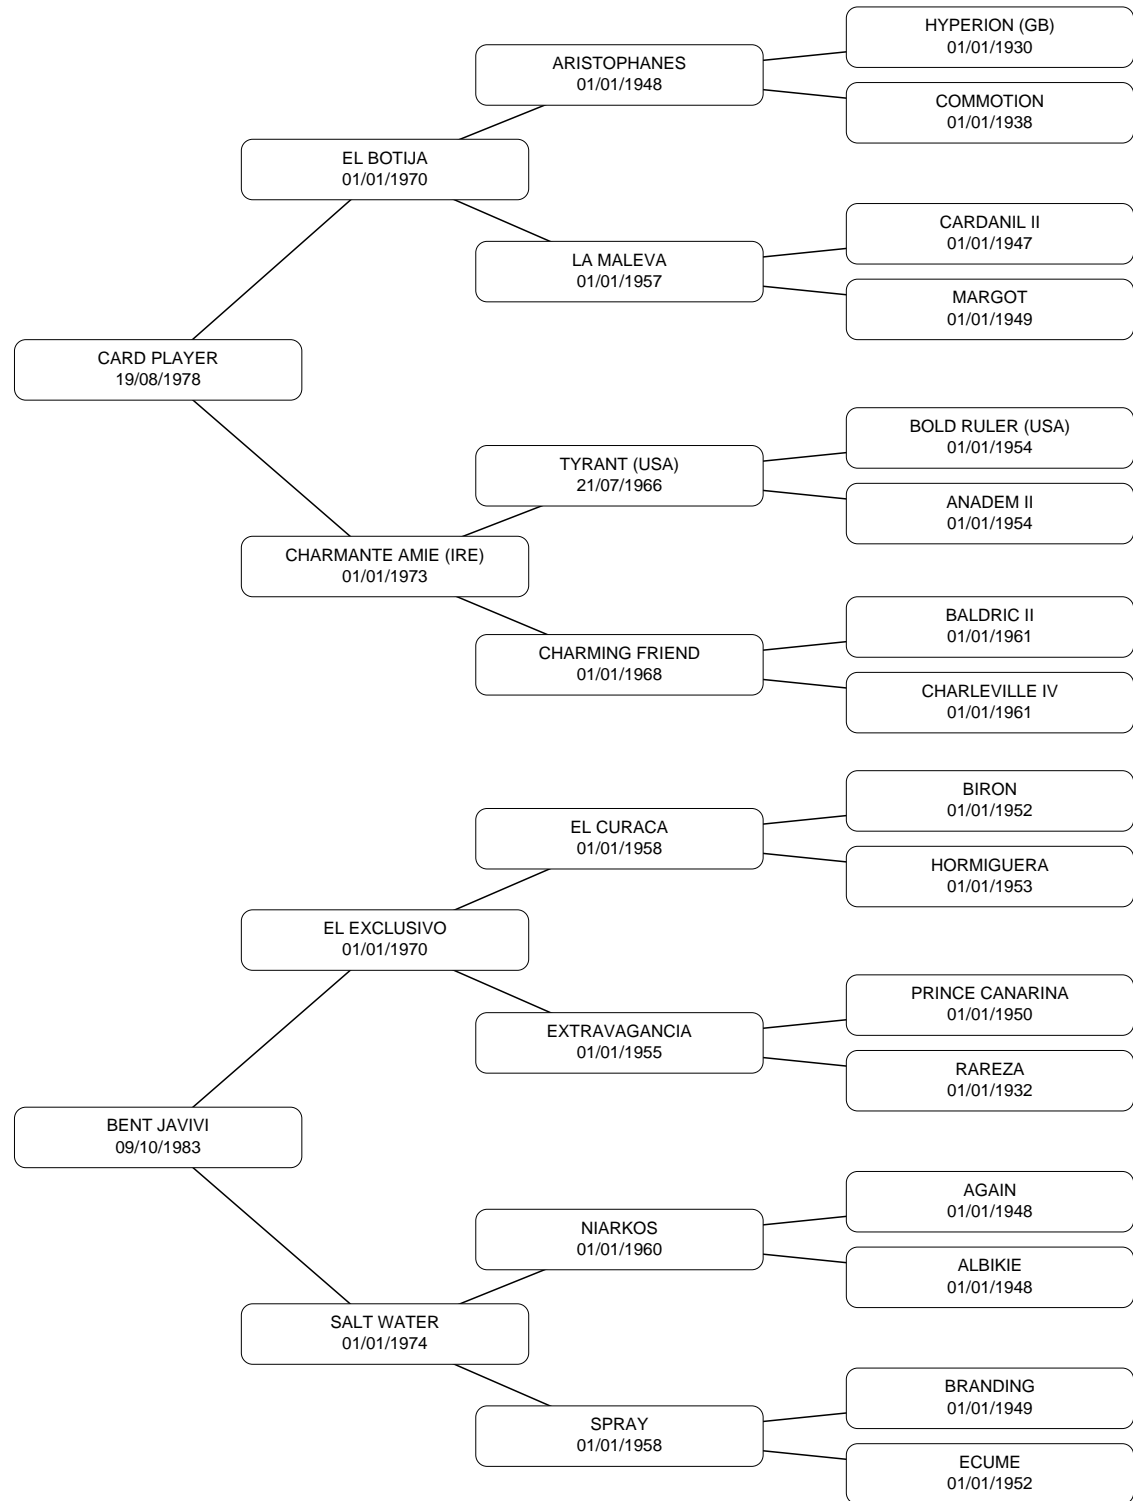 HYPERION (GB)
01/01/1930
ARISTOPHANES
01/01/1948
COMMOTION
01/01/1938
EL BOTIJA
01/01/1970
CARDANIL II
01/01/1947
LA MALEVA
01/01/1957
MARGOT
01/01/1949
CARD PLAYER
19/08/1978
BOLD RULER (USA)
01/01/1954
TYRANT (USA)
21/07/1966
ANADEM II
01/01/1954
CHARMANTE AMIE (IRE)
01/01/1973
BALDRIC II
01/01/1961
CHARMING FRIEND
01/01/1968
CHARLEVILLE IV
01/01/1961
BIRON
01/01/1952
EL CURACA
01/01/1958
HORMIGUERA
01/01/1953
EL EXCLUSIVO
01/01/1970
PRINCE CANARINA
01/01/1950
EXTRAVAGANCIA
01/01/1955
RAREZA
01/01/1932
BENT JAVIVI
09/10/1983
AGAIN
01/01/1948
NIARKOS
01/01/1960
ALBIKIE
01/01/1948
SALT WATER
01/01/1974
BRANDING
01/01/1949
SPRAY
01/01/1958
ECUME
01/01/1952